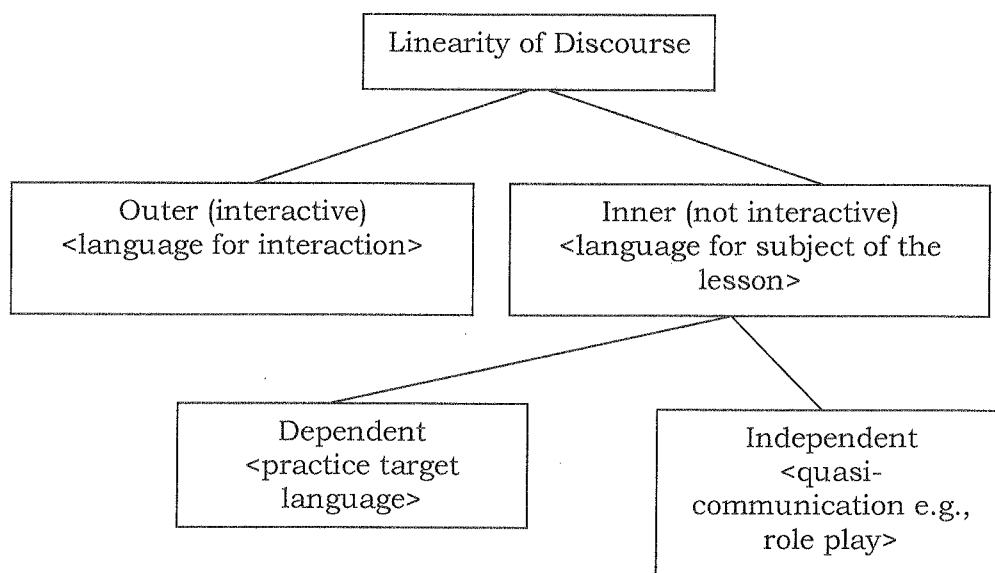 Linearity of Discourse
Outer (interactive)
<language for interaction>
Inner (not interactive)
<language for subject of the
lesson>
Dependent
<practice target
language>
Independent
<quasi-
communication e.g.,
role play>